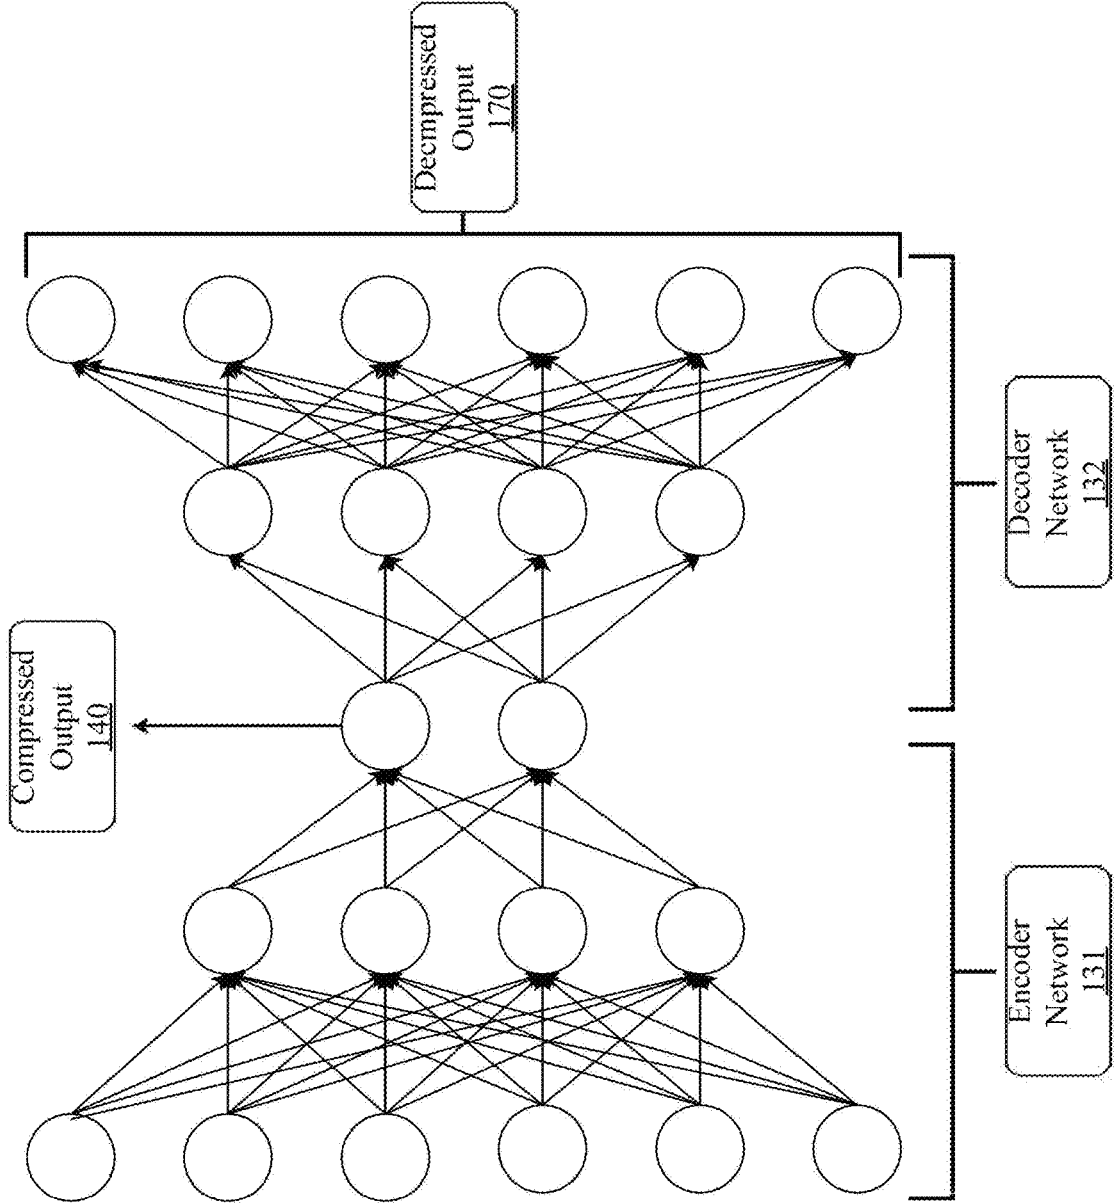 Decmpressed
Output
170
Compressed
Output
140
Decoder
Network
132
Encoder
Network
131